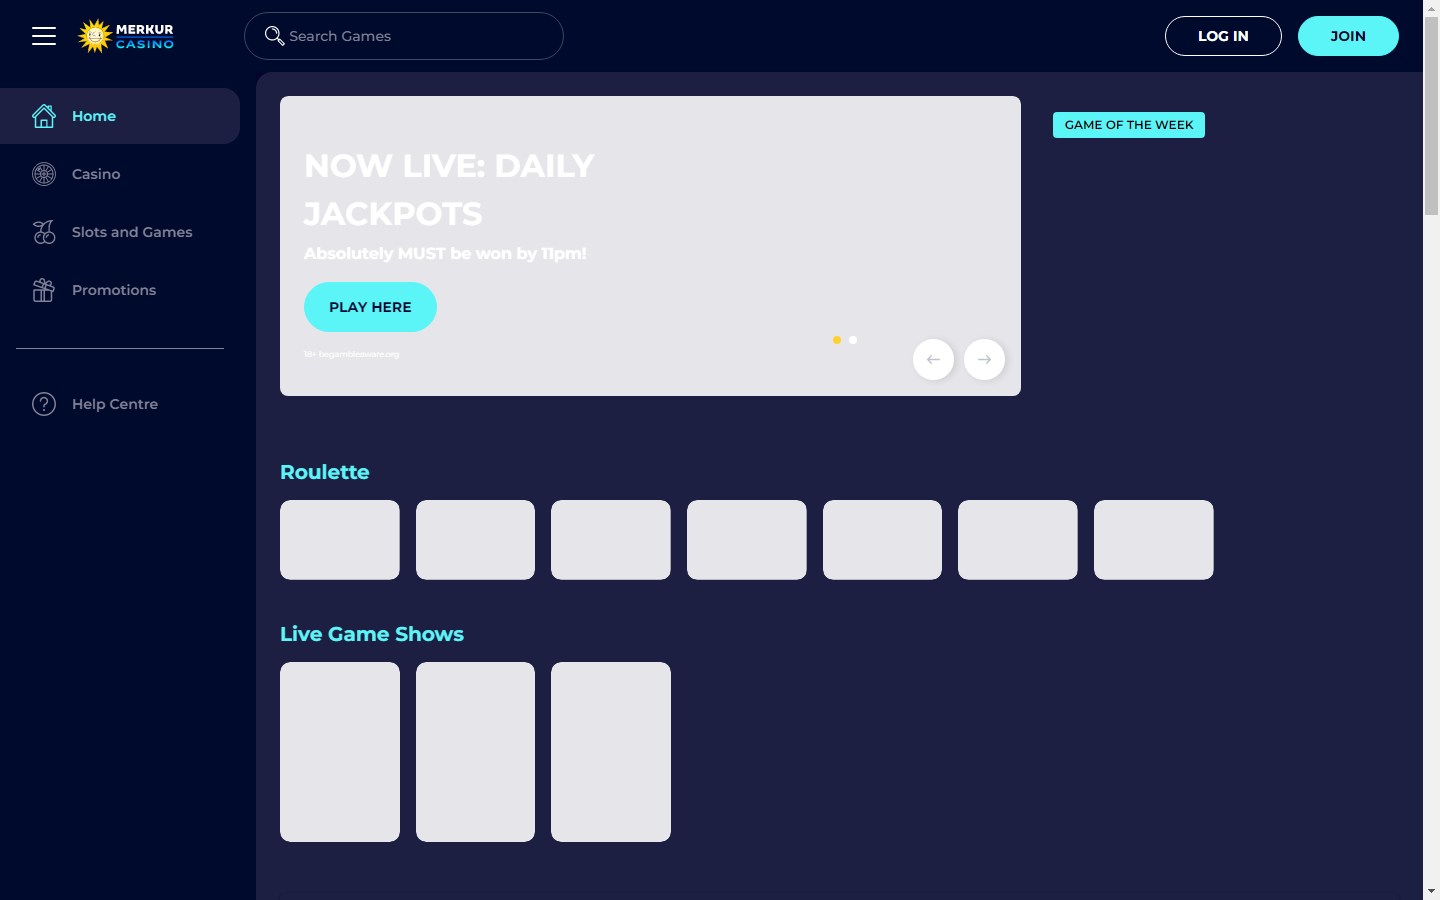 MERKUR
CASINO
Search Games
LOG IN
JOIN
Home
Casino
Slots and Games
Promotions
Help Centre
NOW LIVE: DAILY
JACKPOTS
Absolutely MUST be won by 11pm!
PLAY HERE
18+ begambleaware.org
GAME OF THE WEEK
Roulette
Live Game Shows